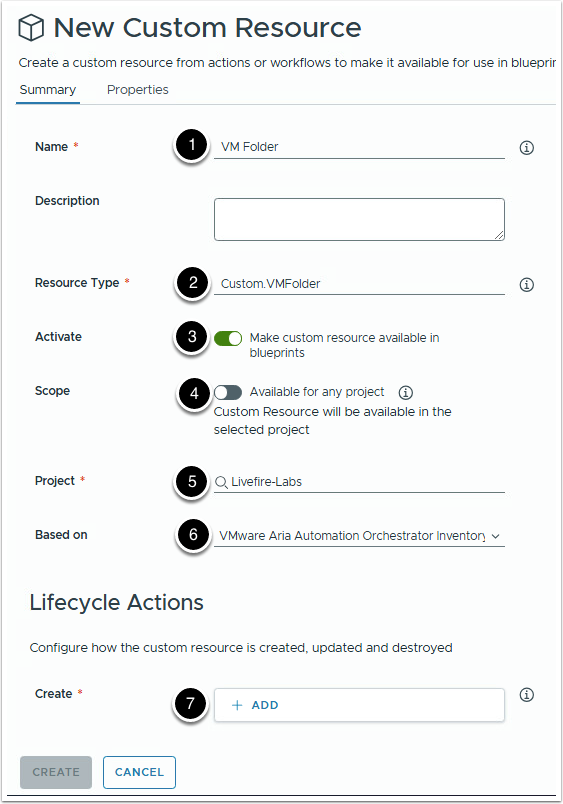 New Custom Resource
Create a custom resource from actions or workflows to make it available for use in blueprin
Summary Properties
Name * 1 VM Folder
Description
Resource Type * 2 Custom.VMFolder
Activate 3 Make custom resource available in
blueprints
Scope 4 Available for any project
Custom Resource will be available in the
selected project
Project * 5 Livefire-Labs
Based on 6 VMware Aria Automation Orchestrator Inventory
Lifecycle Actions
Configure how the custom resource is created, updated and destroyed
Create * 7 + ADD
CREATE CANCEL